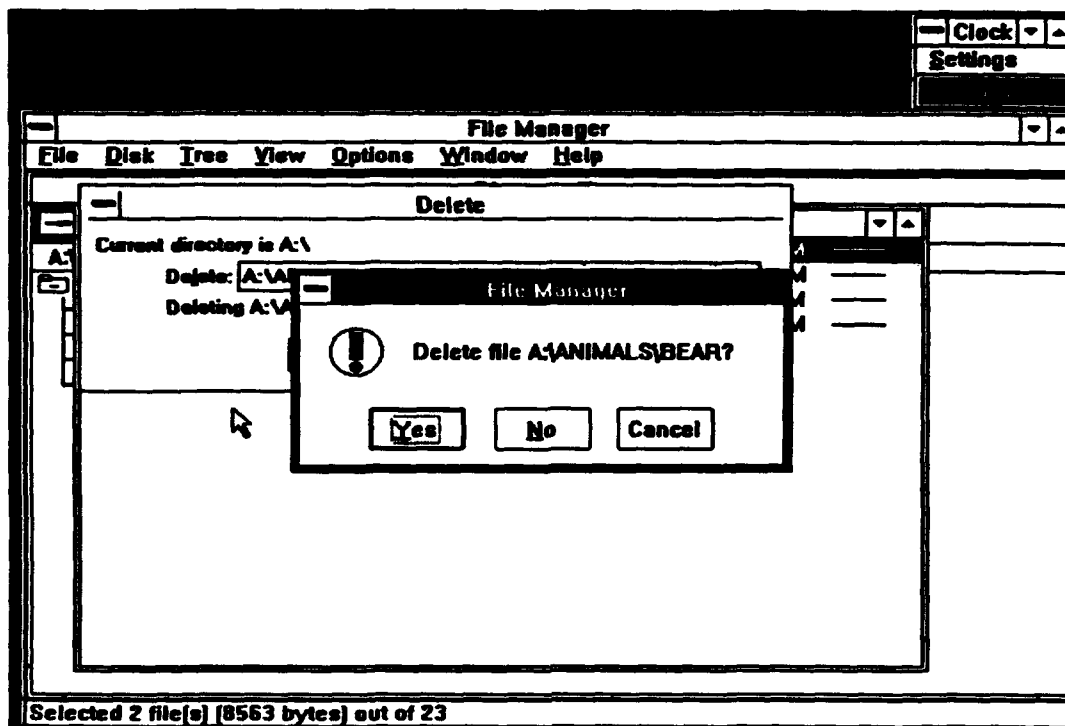 Clock
Settings
File Manager
File Disk Tree View Options Window Help
Delete
Current directory is A:\
Delete: A:\A
Deleting A:\A
File Manager
Delete file A:\ANIMALS\BEAR?
Yes No Cancel
Selected 2 file[s] [8563 bytes] out of 23